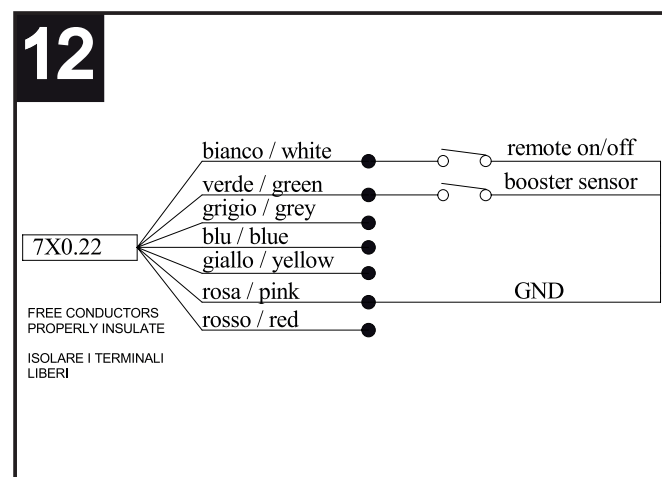 12
bianco / white
remote on/off
verde / green
booster sensor
grigio / grey
blu / blue
7X0.22
giallo / yellow
rosa / pink
GND
rosso / red
FREE CONDUCTORS
PROPERLY INSULATE
ISOLARE I TERMINALI
LIBERI